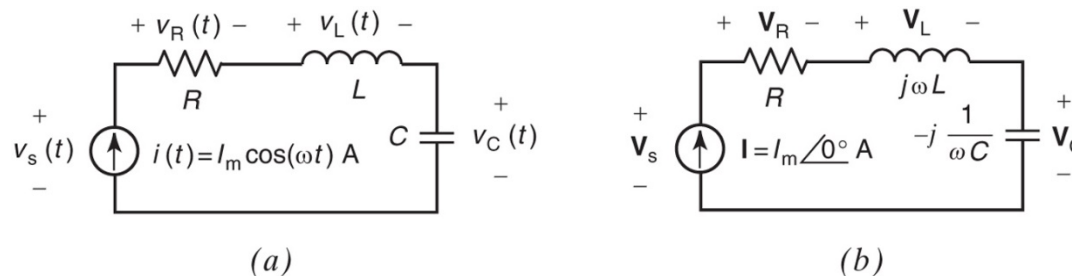 + v_R (t) − + v_L (t) −
R L
+ +
v_s (t) i (t) = I_m cos(ωt) A C v_C (t)
− −
(a)
+ V_R − + V_L −
R jωL
+ +
V_s I = I_m ∠0° A −j 1/ωC V_C
− −
(b)